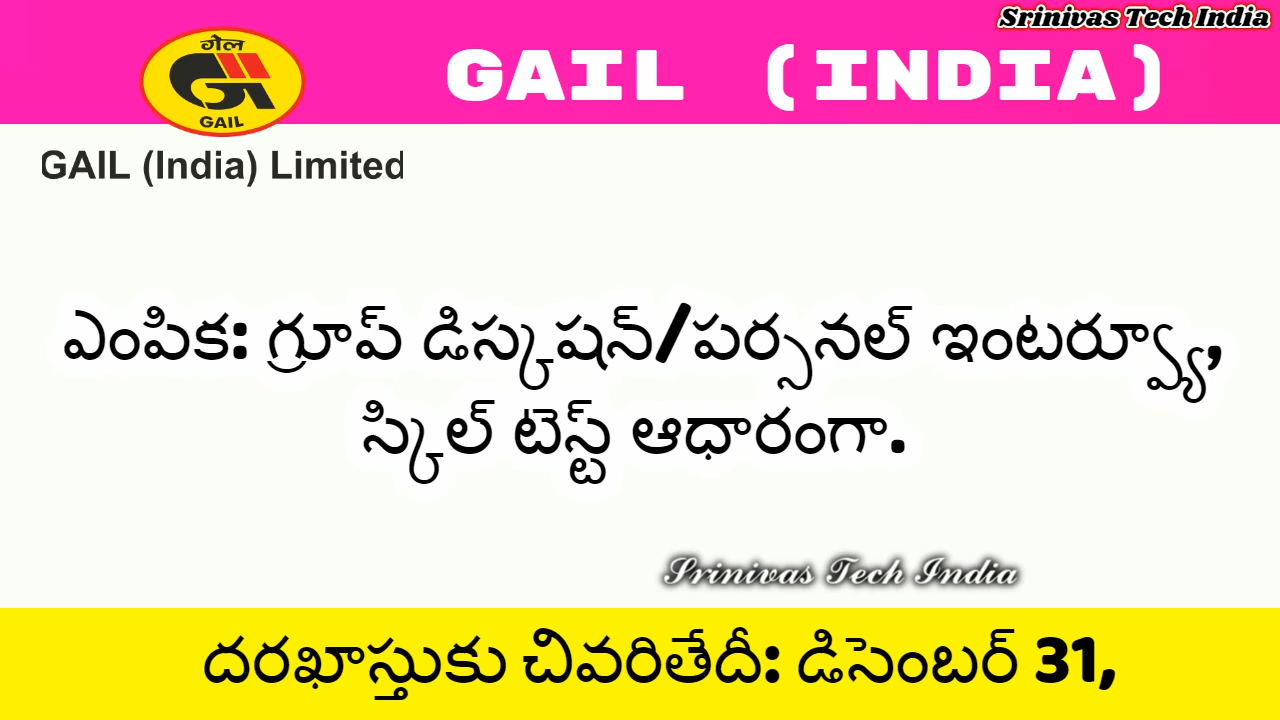 Srinivas Tech India
GAIL (INDIA)
गेल
GAIL
GAIL (India) Limited
ఎంపిక: గ్రూప్ డిస్కషన్/పర్సనల్ ఇంటర్వ్యూ,
స్కిల్ టెస్ట్ ఆధారంగా.
Srinivas Tech India
దరఖాస్తుకు చివరితేదీ: డిసెంబర్ 31,